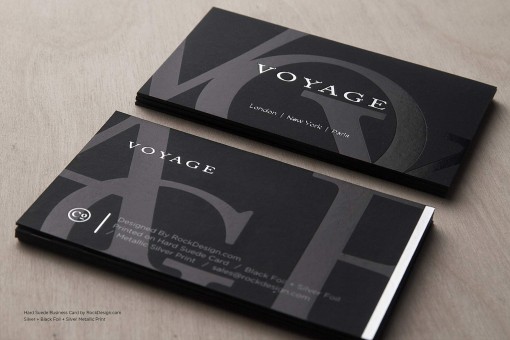 VOYAGE
London / New York / Paris
VOYAGE
Co
Designed By RockDesign.com
Printed on Hard Suede Card / Black Foil + Silver Foil
/ Metallic Silver Print / sales@rockdesign.com
Hard Suede Business Card by RockDesign.com
Silver + Black Foil + Silver Metallic Print